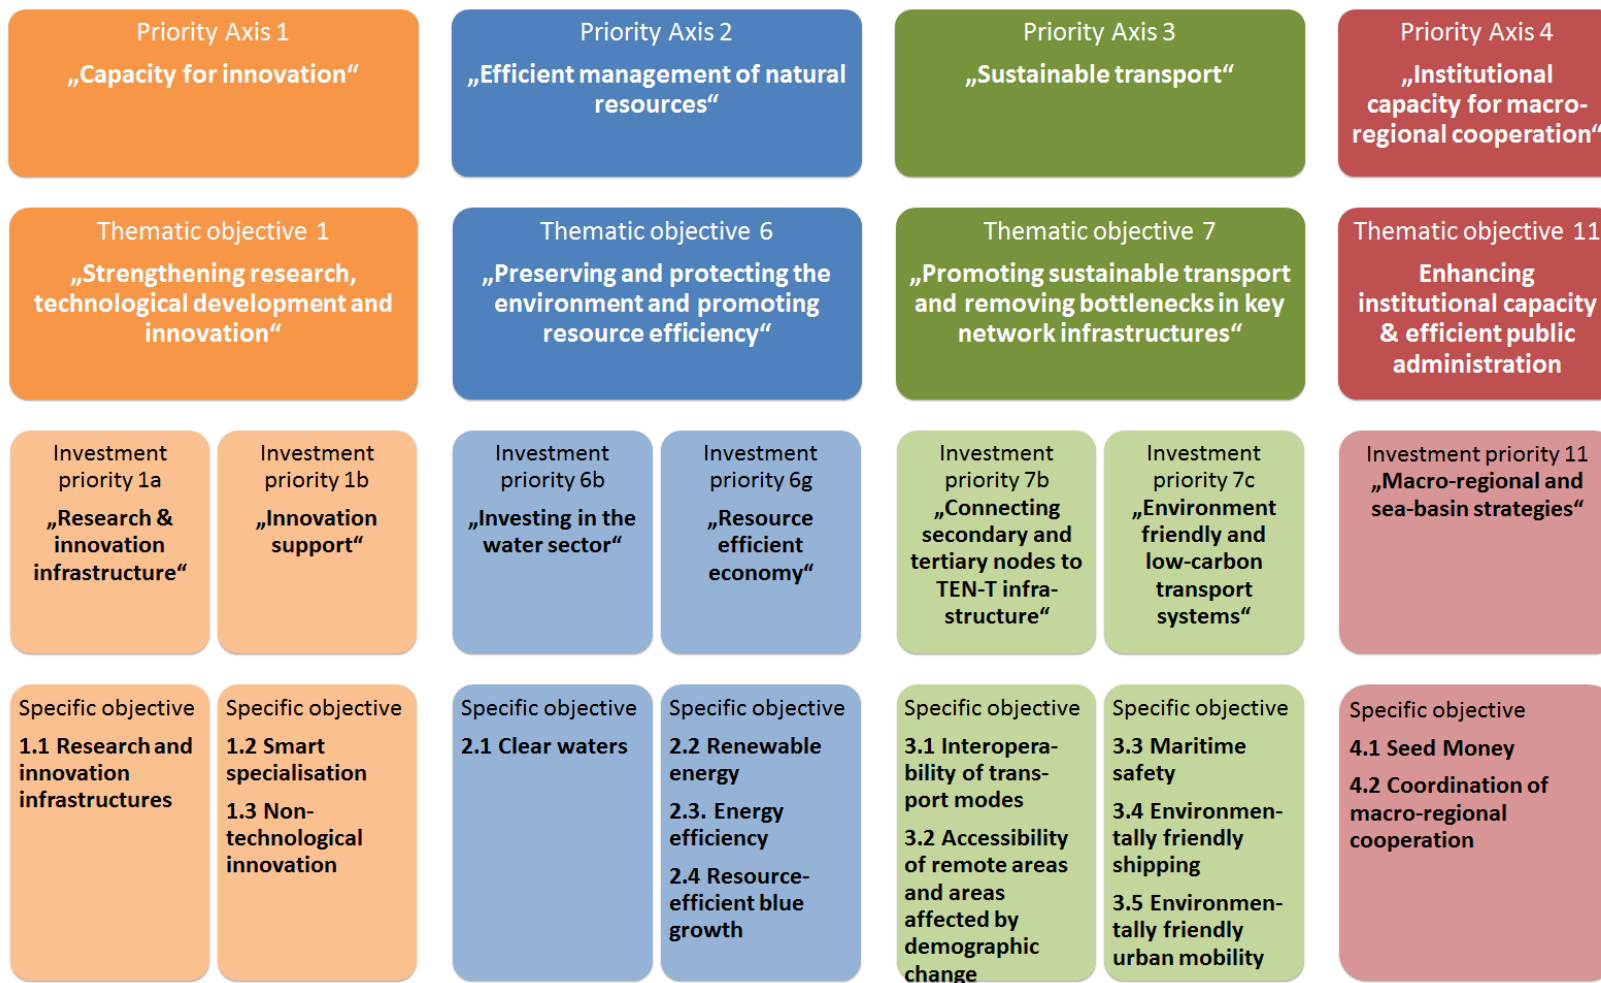 Priority Axis 1
„Capacity for innovation“
Priority Axis 2
„Efficient management of natural
resources“
Priority Axis 3
„Sustainable transport“
Priority Axis 4
„Institutional
capacity for macro-
regional cooperation“
Thematic objective 1
„Strengthening research,
technological development and
innovation“
Thematic objective 6
„Preserving and protecting the
environment and promoting
resource efficiency“
Thematic objective 7
„Promoting sustainable transport
and removing bottlenecks in key
network infrastructures“
Thematic objective 11
Enhancing
institutional capacity
& efficient public
administration
Investment
priority 1a
„Research &
innovation
infrastructure“
Investment
priority 1b
„Innovation
support“
Investment
priority 6b
„Investing in the
water sector“
Investment
priority 6g
„Resource
efficient
economy“
Investment
priority 7b
„Connecting
secondary and
tertiary nodes to
TEN-T infra-
structure“
Investment
priority 7c
„Environment
friendly and
low-carbon
transport
systems“
Investment priority 11
„Macro-regional and
sea-basin strategies“
Specific objective
1.1 Research and
innovation
infrastructures
Specific objective
1.2 Smart
specialisation
1.3 Non-
technological
innovation
Specific objective
2.1 Clear waters
Specific objective
2.2 Renewable
energy
2.3. Energy
efficiency
2.4 Resource-
efficient blue
growth
Specific objective
3.1 Interopera-
bility of trans-
port modes
3.2 Accessibility
of remote areas
and areas
affected by
demographic
change
Specific objective
3.3 Maritime
safety
3.4 Environmen-
tally friendly
shipping
3.5 Environmen-
tally friendly
urban mobility
Specific objective
4.1 Seed Money
4.2 Coordination of
macro-regional
cooperation